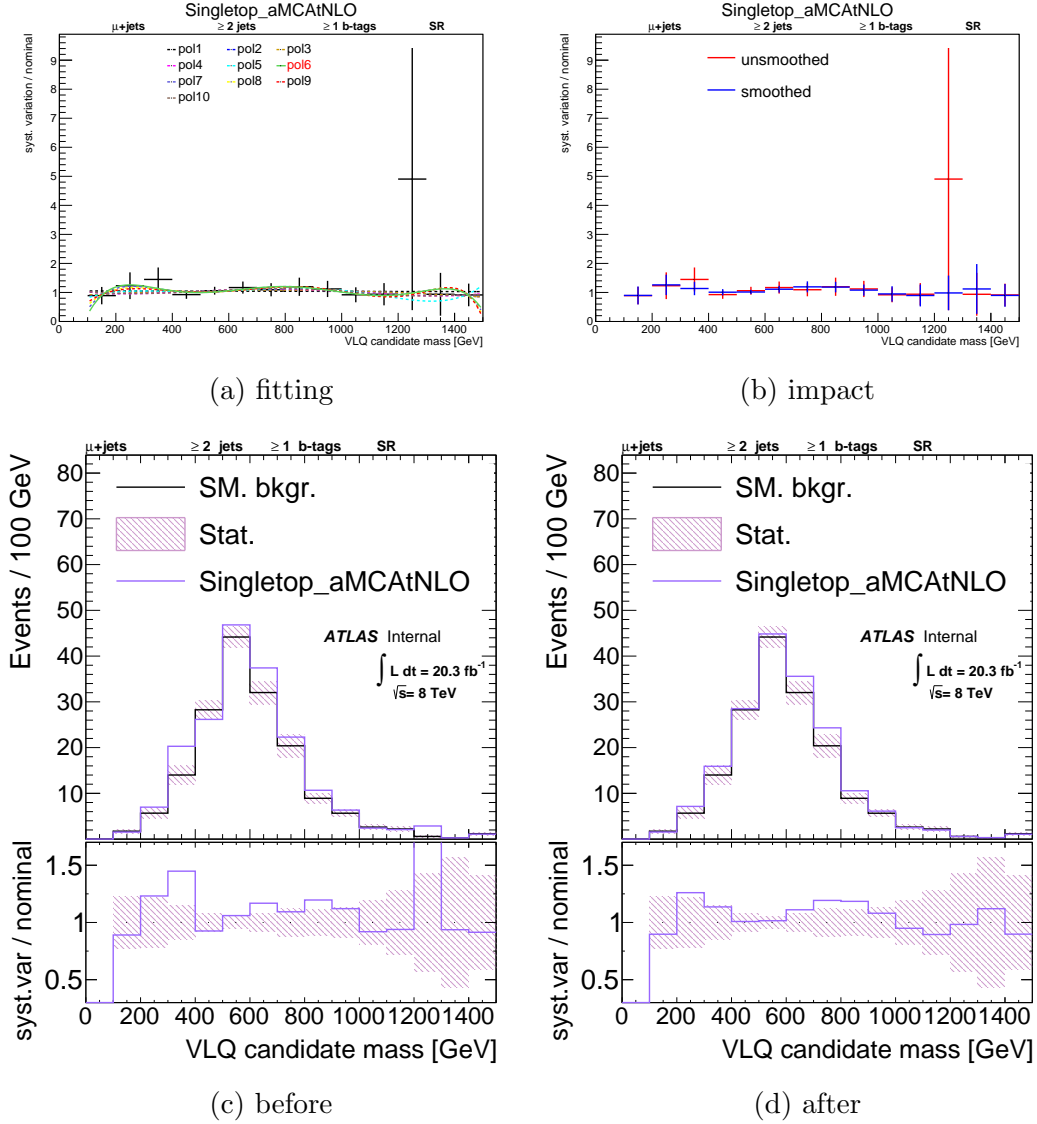 Singletop_aMCAtNLO
μ+jets ≥ 2 jets ≥ 1 b-tags SR
syst. variation / nominal
pol1 pol2 pol3
pol4 pol5 pol6
pol7 pol8 pol9
pol10
9
8
7
6
5
4
3
2
1
0
0 200 400 600 800 1000 1200 1400
VLQ candidate mass [GeV]
(a) fitting
Singletop_aMCAtNLO
μ+jets ≥ 2 jets ≥ 1 b-tags SR
syst. variation / nominal
unsmoothed
smoothed
9
8
7
6
5
4
3
2
1
0
0 200 400 600 800 1000 1200 1400
VLQ candidate mass [GeV]
(b) impact
μ+jets ≥ 2 jets ≥ 1 b-tags SR
Events / 100 GeV
SM. bkgr.
Stat.
Singletop_aMCAtNLO
ATLAS Internal
∫ L dt = 20.3 fb⁻¹
√s= 8 TeV
80
70
60
50
40
30
20
10
syst.var / nominal
1.5
1
0.5
0 200 400 600 800 1000 1200 1400
VLQ candidate mass [GeV]
(c) before
μ+jets ≥ 2 jets ≥ 1 b-tags SR
Events / 100 GeV
SM. bkgr.
Stat.
Singletop_aMCAtNLO
ATLAS Internal
∫ L dt = 20.3 fb⁻¹
√s= 8 TeV
80
70
60
50
40
30
20
10
syst.var / nominal
1.5
1
0.5
0 200 400 600 800 1000 1200 1400
VLQ candidate mass [GeV]
(d) after